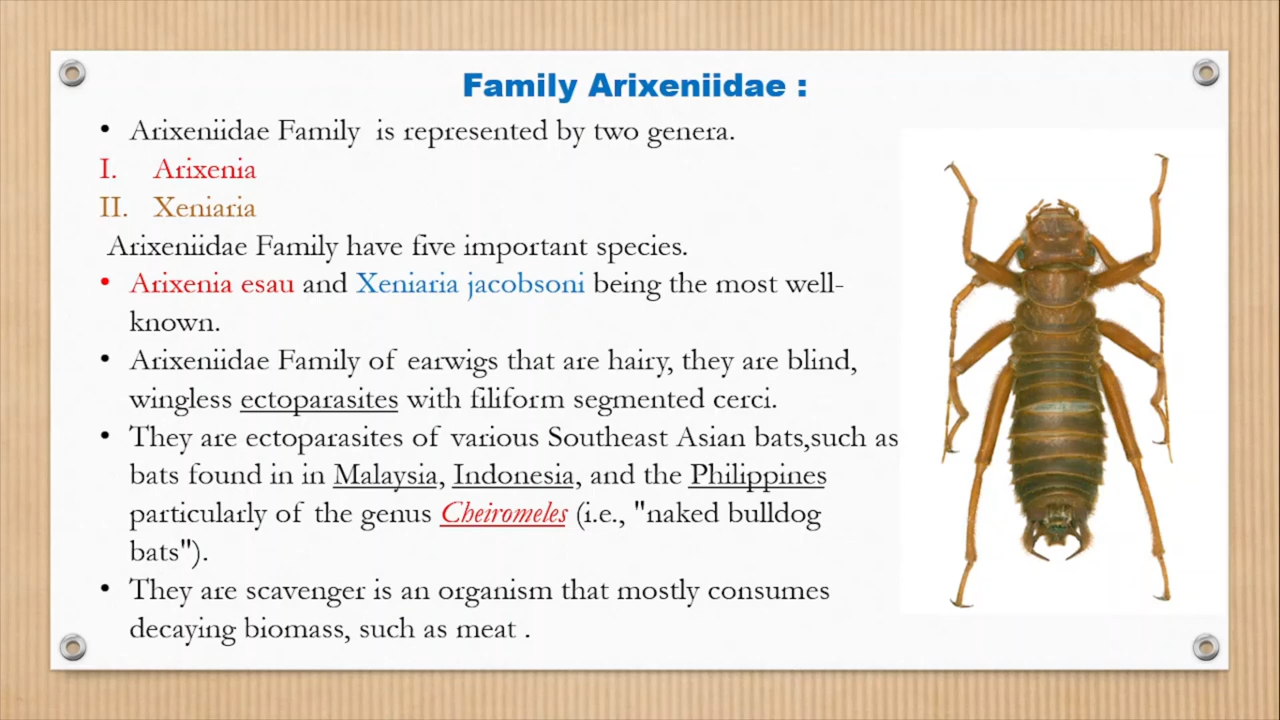 Family Arixeniidae :
• Arixeniidae Family is represented by two genera.
I. Arixenia
II. Xeniaria
Arixeniidae Family have five important species.
• Arixenia esau and Xeniaria jacobsoni being the most well-
known.
• Arixeniidae Family of earwigs that are hairy, they are blind,
wingless ectoparasites with filiform segmented cerci.
• They are ectoparasites of various Southeast Asian bats,such as
bats found in in Malaysia, Indonesia, and the Philippines
particularly of the genus Cheiromeles (i.e., "naked bulldog
bats").
• They are scavenger is an organism that mostly consumes
decaying biomass, such as meat .